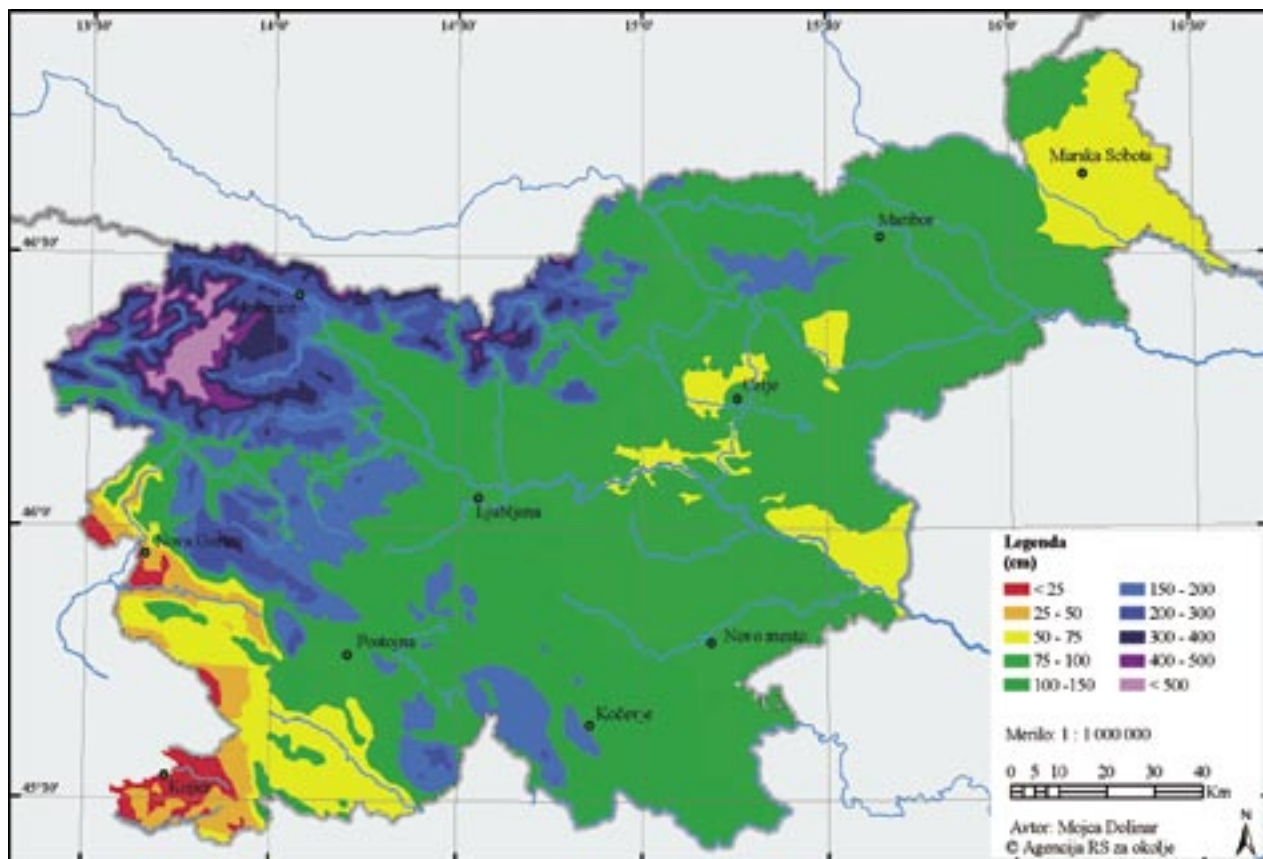 13°30'
14°0'
14°30'
15°0'
15°30'
16°0'
16°30'
Murska Sobota
Maribor
46°30'
Celje
Ljubljana
46°0'
Nova Gorica
Postojna
Novo mesto
Kočevje
45°30'
Koper
Legenda
(cm)
< 25
25 - 50
50 - 75
75 - 100
100 -150
150 - 200
200 - 300
300 - 400
400 - 500
< 500
Merilo: 1 : 1 000 000
0 5 10 20 30 40
Km
N
Avtor: Mojca Dolinar
© Agencija RS za okolje